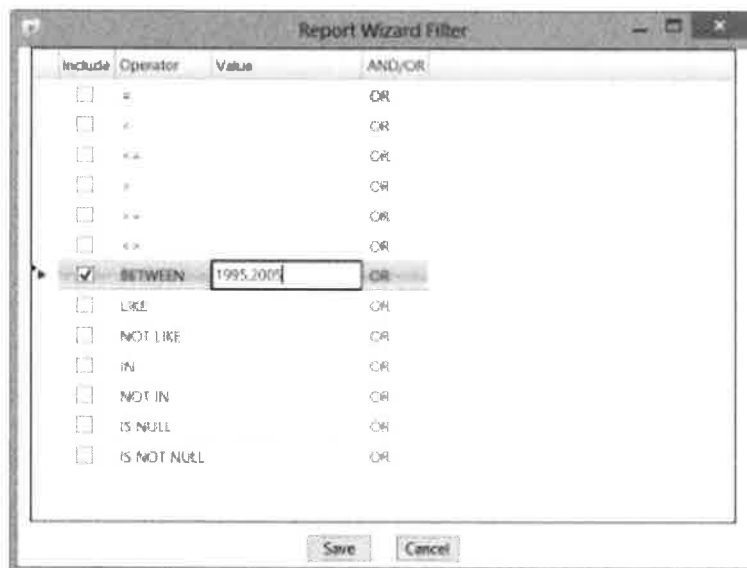 Report Wizard Filter
Include Operator Value AND/OR
= OR
< OR
<= OR
> OR
>= OR
<> OR
BETWEEN 1995,2005 OR
LIKE OR
NOT LIKE OR
IN OR
NOT IN OR
IS NULL OR
IS NOT NULL OR
Save Cancel